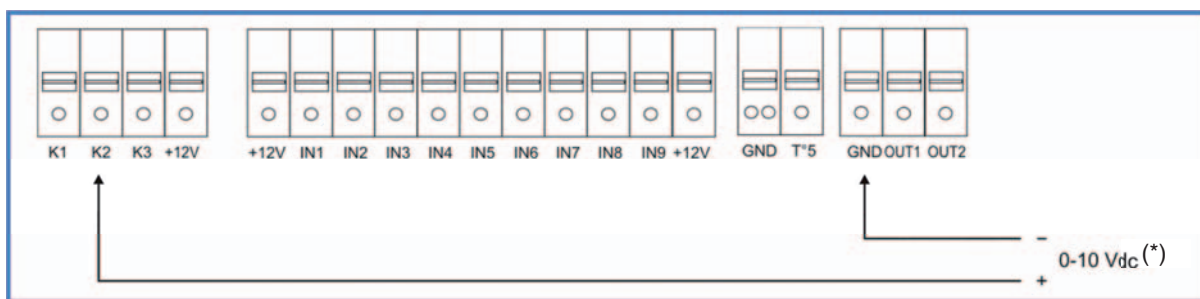 K1 K2 K3 +12V +12V IN1 IN2 IN3 IN4 IN5 IN6 IN7 IN8 IN9 +12V GND T°5 GND OUT1 OUT2
−
0-10 Vdc (*)
+